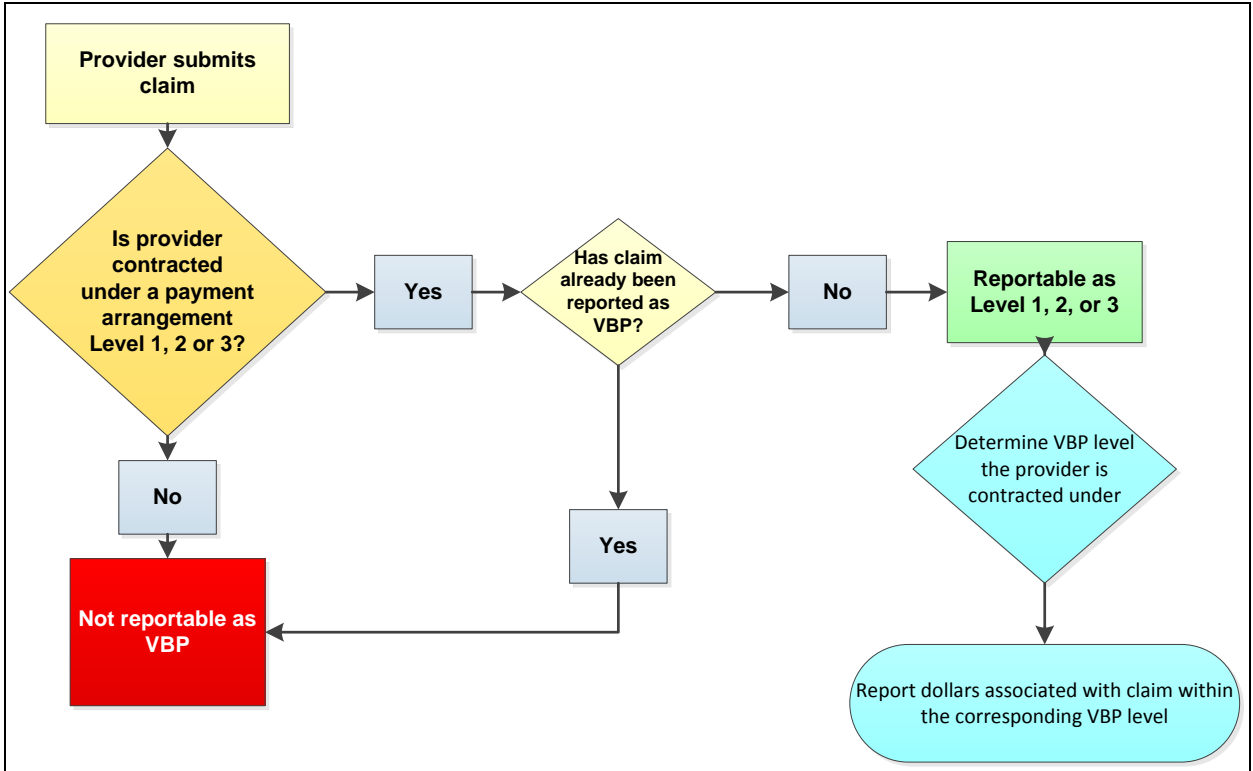 Provider submits
claim
Is provider
contracted
under a payment
arrangement
Level 1, 2 or 3?
Yes
Has claim
already been
reported as
VBP?
No
Reportable as
Level 1, 2, or 3
Determine VBP level
the provider is
contracted under
No
Yes
Not reportable as
VBP
Report dollars associated with claim within
the corresponding VBP level